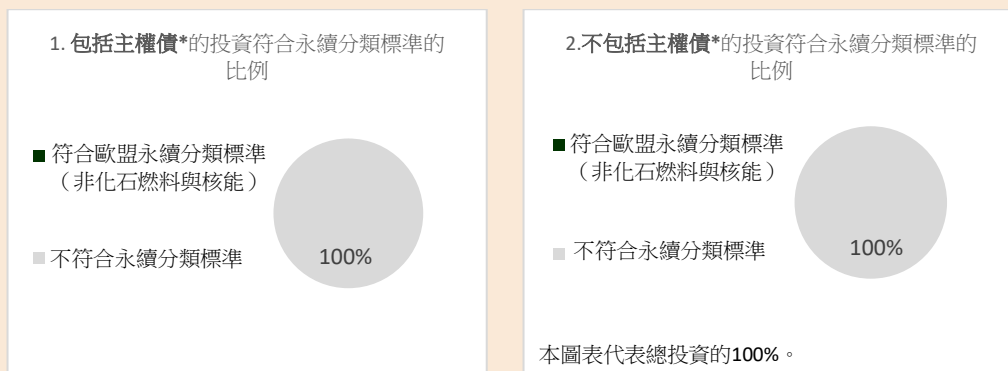 1. 包括主權債*的投資符合永續分類標準的
比例
符合歐盟永續分類標準
（非化石燃料與核能）
不符合永續分類標準
100%
2.不包括主權債*的投資符合永續分類標準的
比例
符合歐盟永續分類標準
（非化石燃料與核能）
不符合永續分類標準
100%
本圖表代表總投資的100%。